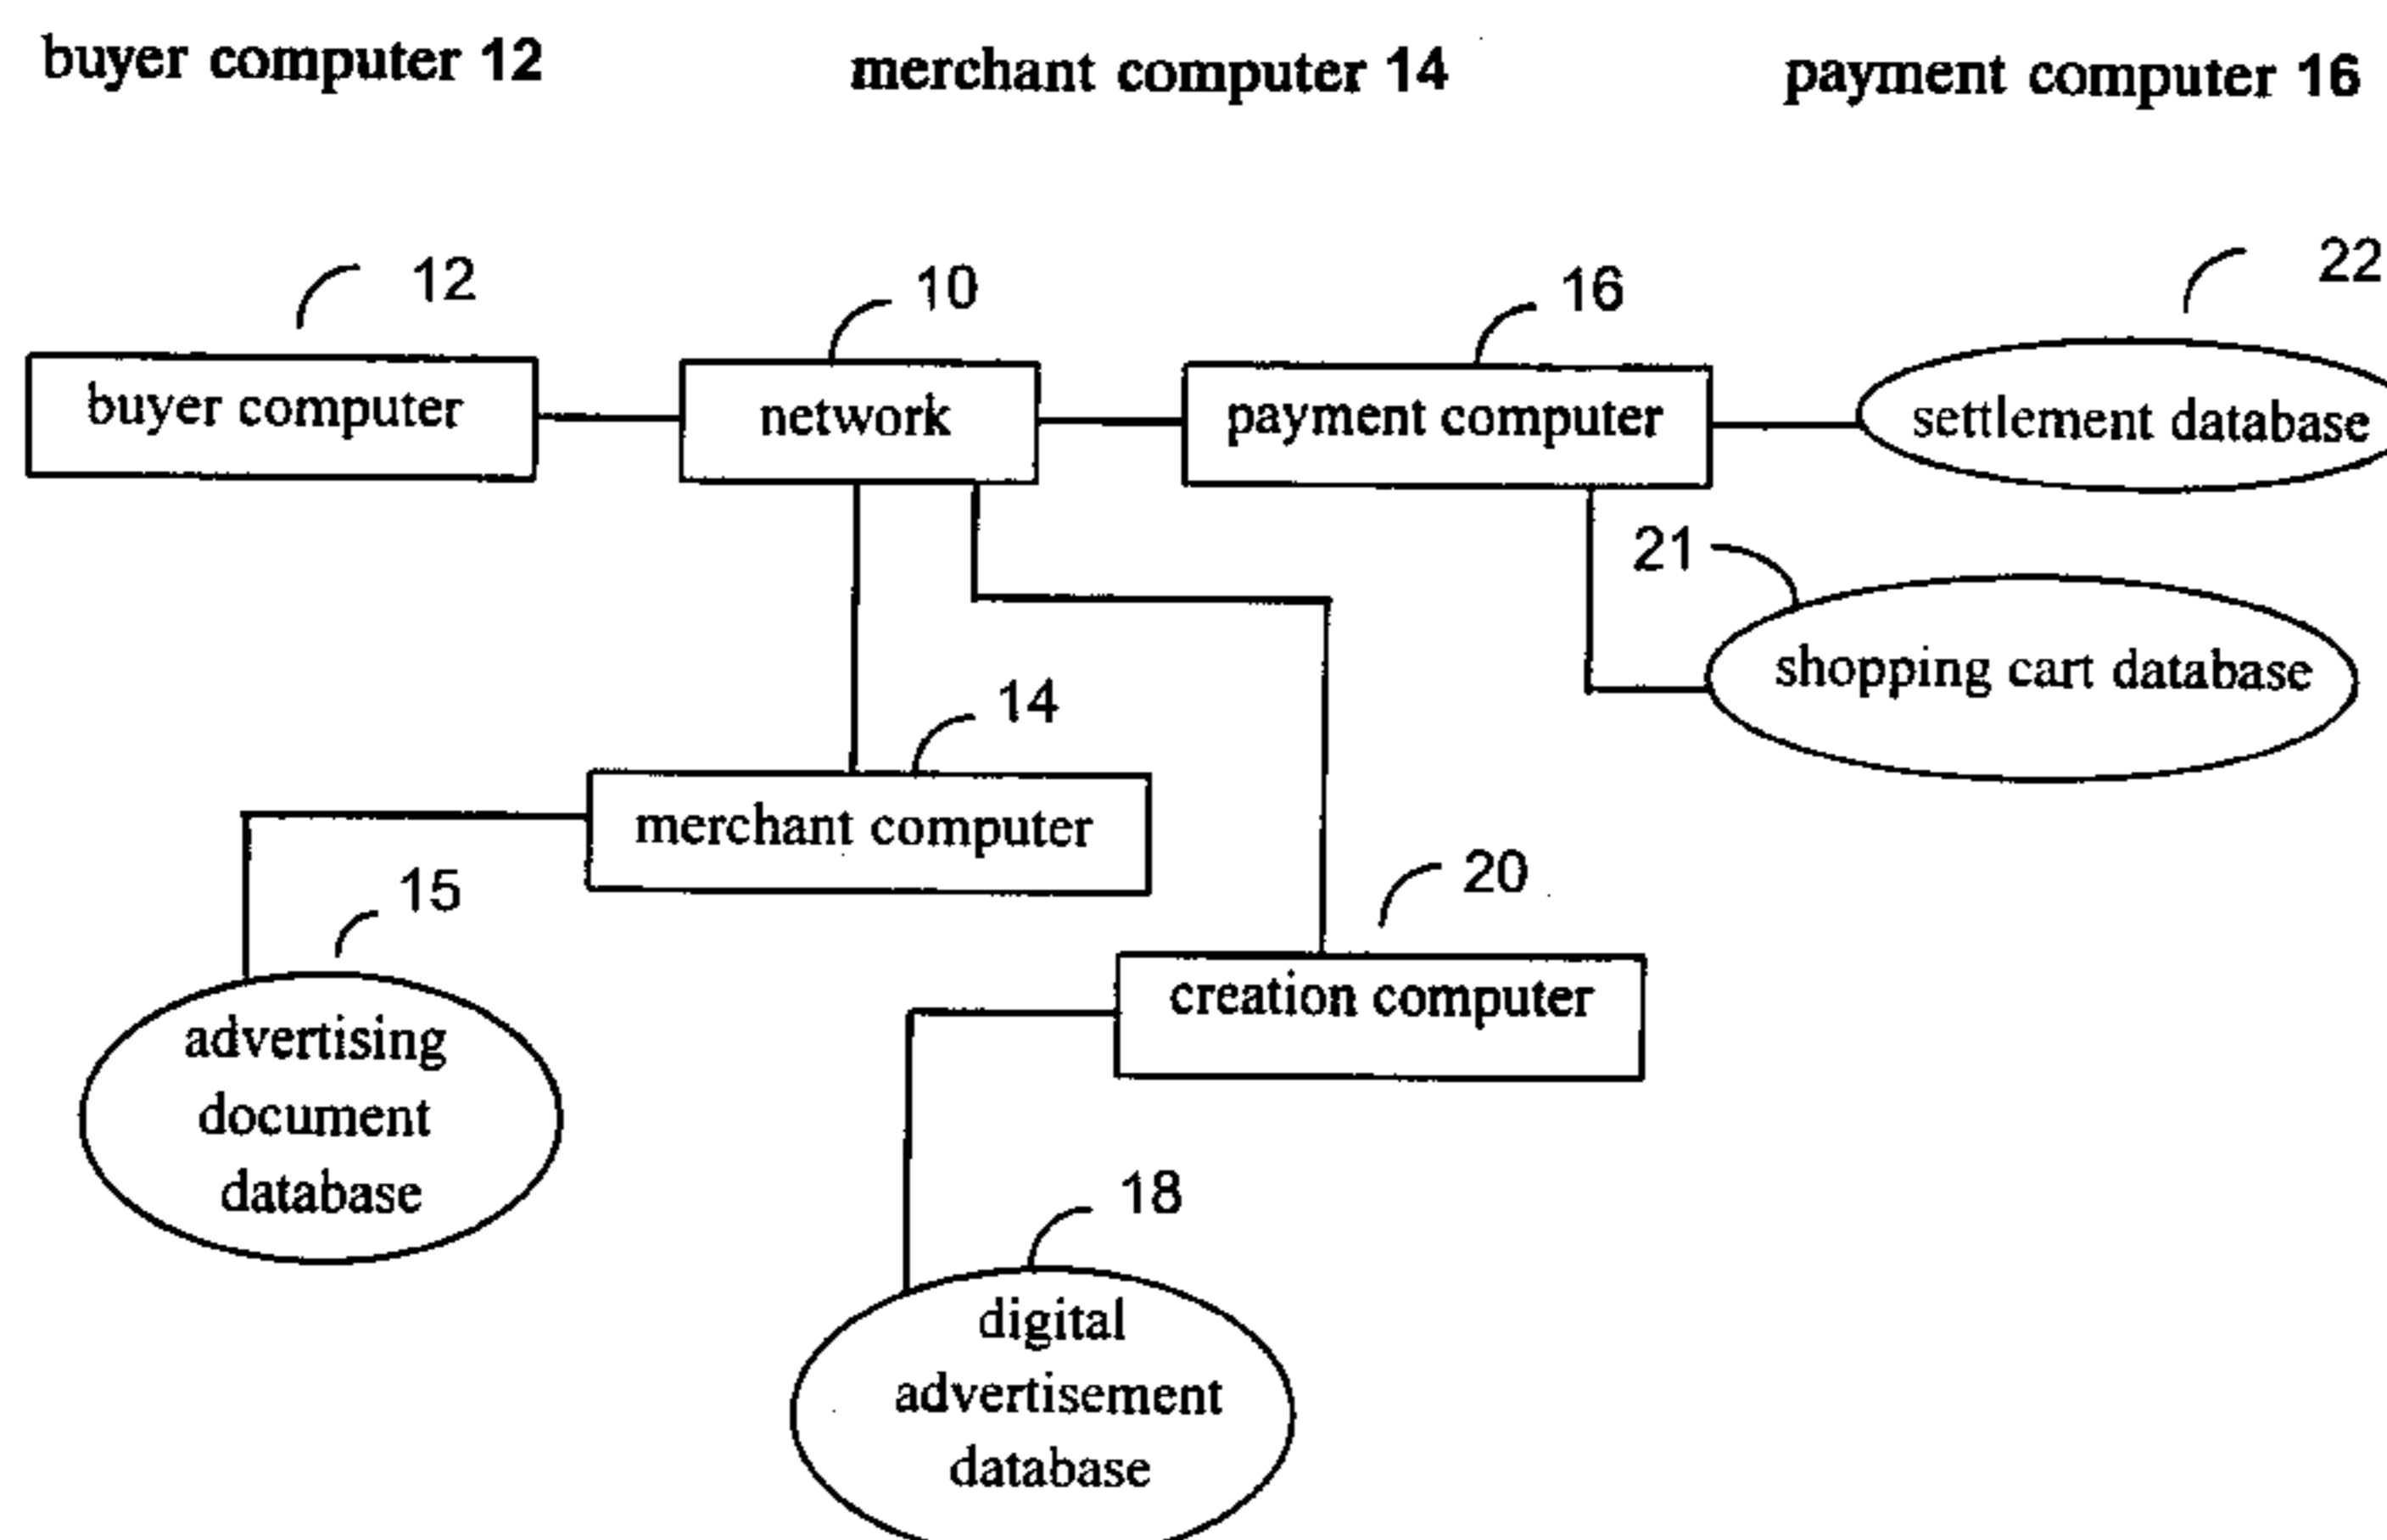 buyer computer 12
merchant computer 14
payment computer 16
12
10
16
22
buyer computer
network
payment computer
settlement database
21
shopping cart database
14
merchant computer
15
20
creation computer
advertising
document
database
18
digital
advertisement
database